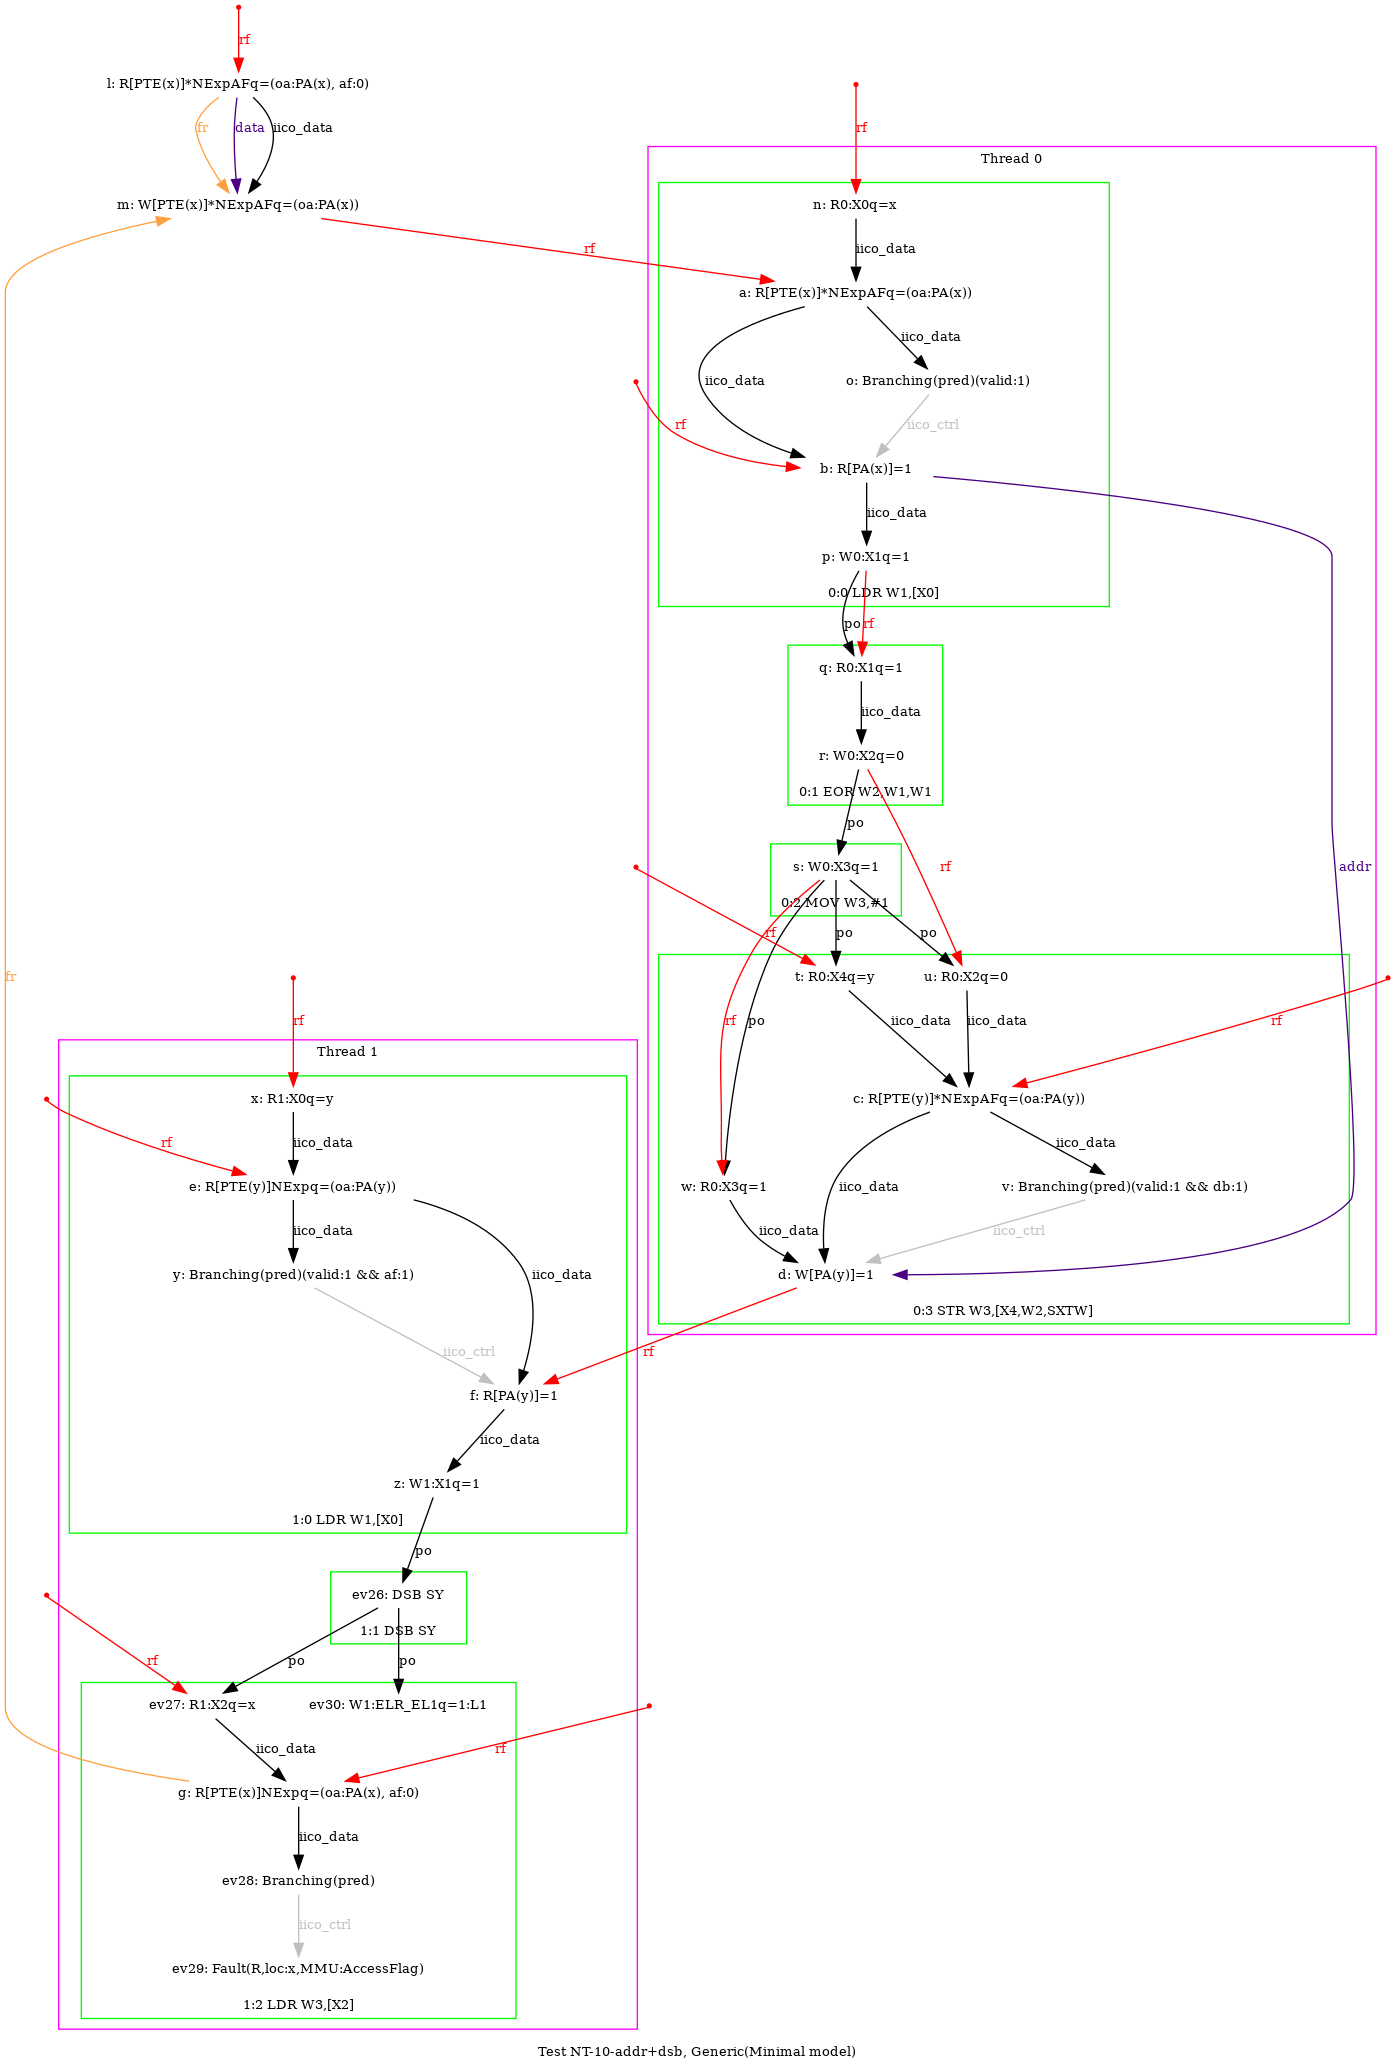 rf
l: R[PTE(x)]*NExpAFq=(oa:PA(x), af:0)
fr
data
iico_data
rf
m: W[PTE(x)]*NExpAFq=(oa:PA(x))
rf
Thread 0
n: R0:X0q=x
iico_data
a: R[PTE(x)]*NExpAFq=(oa:PA(x))
iico_data
iico_data
o: Branching(pred)(valid:1)
rf
iico_ctrl
b: R[PA(x)]=1
iico_data
p: W0:X1q=1
0:0 LDR W1,[X0]
po
rf
q: R0:X1q=1
iico_data
r: W0:X2q=0
0:1 EOR W2,W1,W1
po
rf
addr
s: W0:X3q=1
0:2 MOV W3,#1
rf
po
po
t: R0:X4q=y
u: R0:X2q=0
rf
po
iico_data
iico_data
rf
c: R[PTE(y)]*NExpAFq=(oa:PA(y))
iico_data
iico_data
w: R0:X3q=1
v: Branching(pred)(valid:1 && db:1)
iico_data
iico_ctrl
d: W[PA(y)]=1
0:3 STR W3,[X4,W2,SXTW]
rf
fr
rf
Thread 1
x: R1:X0q=y
rf
iico_data
e: R[PTE(y)]NExpq=(oa:PA(y))
iico_data
iico_data
y: Branching(pred)(valid:1 && af:1)
iico_ctrl
f: R[PA(y)]=1
iico_data
z: W1:X1q=1
1:0 LDR W1,[X0]
po
ev26: DSB SY
1:1 DSB SY
rf
po
po
ev27: R1:X2q=x
ev30: W1:ELR_EL1q=1:L1
iico_data
rf
g: R[PTE(x)]NExpq=(oa:PA(x), af:0)
iico_data
ev28: Branching(pred)
iico_ctrl
ev29: Fault(R,loc:x,MMU:AccessFlag)
1:2 LDR W3,[X2]
Test NT-10-addr+dsb, Generic(Minimal model)